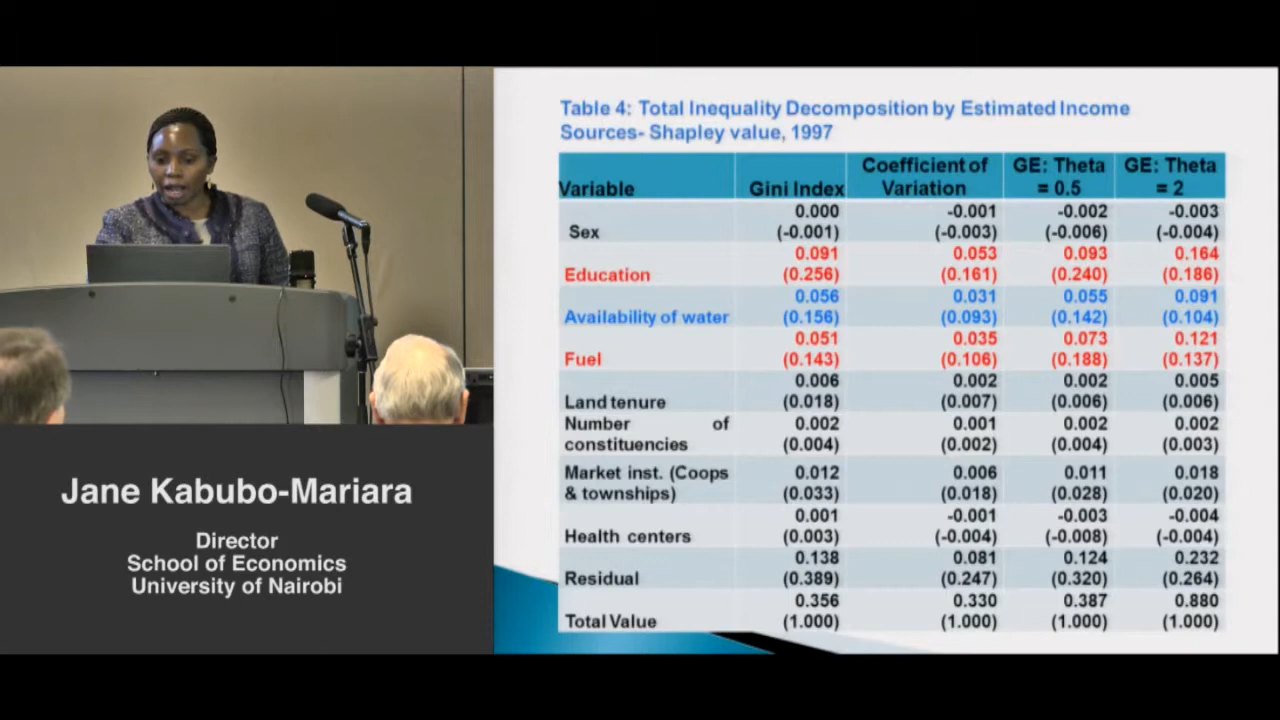 Jane Kabubo-Mariara
Director
School of Economics
University of Nairobi
Table 4: Total Inequality Decomposition by Estimated Income
Sources- Shapley value, 1997
Variable Gini Index Coefficient of Variation GE: Theta = 0.5 GE: Theta = 2
Sex 0.000 (-0.001) -0.001 (-0.003) -0.002 (-0.006) -0.003 (-0.004)
Education 0.091 (0.256) 0.053 (0.161) 0.093 (0.240) 0.164 (0.186)
Availability of water 0.056 (0.156) 0.031 (0.093) 0.055 (0.142) 0.091 (0.104)
Fuel 0.051 (0.143) 0.035 (0.106) 0.073 (0.188) 0.121 (0.137)
Land tenure 0.006 (0.018) 0.002 (0.007) 0.002 (0.006) 0.005 (0.006)
Number of constituencies 0.002 (0.004) 0.001 (0.002) 0.002 (0.004) 0.002 (0.003)
Market inst. (Coops & townships) 0.012 (0.033) 0.006 (0.018) 0.011 (0.028) 0.018 (0.020)
Health centers 0.001 (0.003) -0.001 (-0.004) -0.003 (-0.008) -0.004 (-0.004)
Residual 0.138 (0.389) 0.081 (0.247) 0.124 (0.320) 0.232 (0.264)
Total Value 0.356 (1.000) 0.330 (1.000) 0.387 (1.000) 0.880 (1.000)